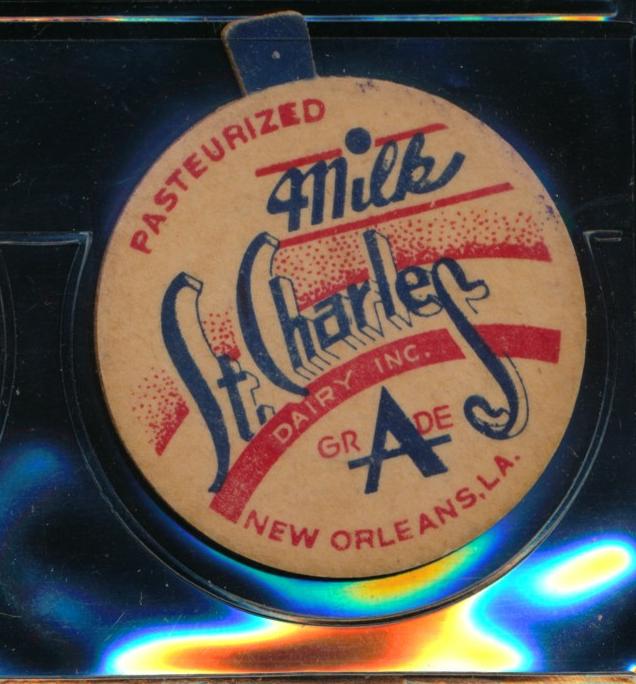 PASTEURIZED
Milk
St. Charles
DAIRY INC.
GRADE A
NEW ORLEANS, LA.